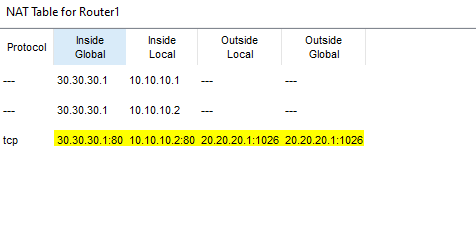 NAT Table for Router1
Protocol Inside Global Inside Local Outside Local Outside Global
--- 30.30.30.1 10.10.10.1 --- ---
--- 30.30.30.1 10.10.10.2 --- ---
tcp 30.30.30.1:80 10.10.10.2:80 20.20.20.1:1026 20.20.20.1:1026